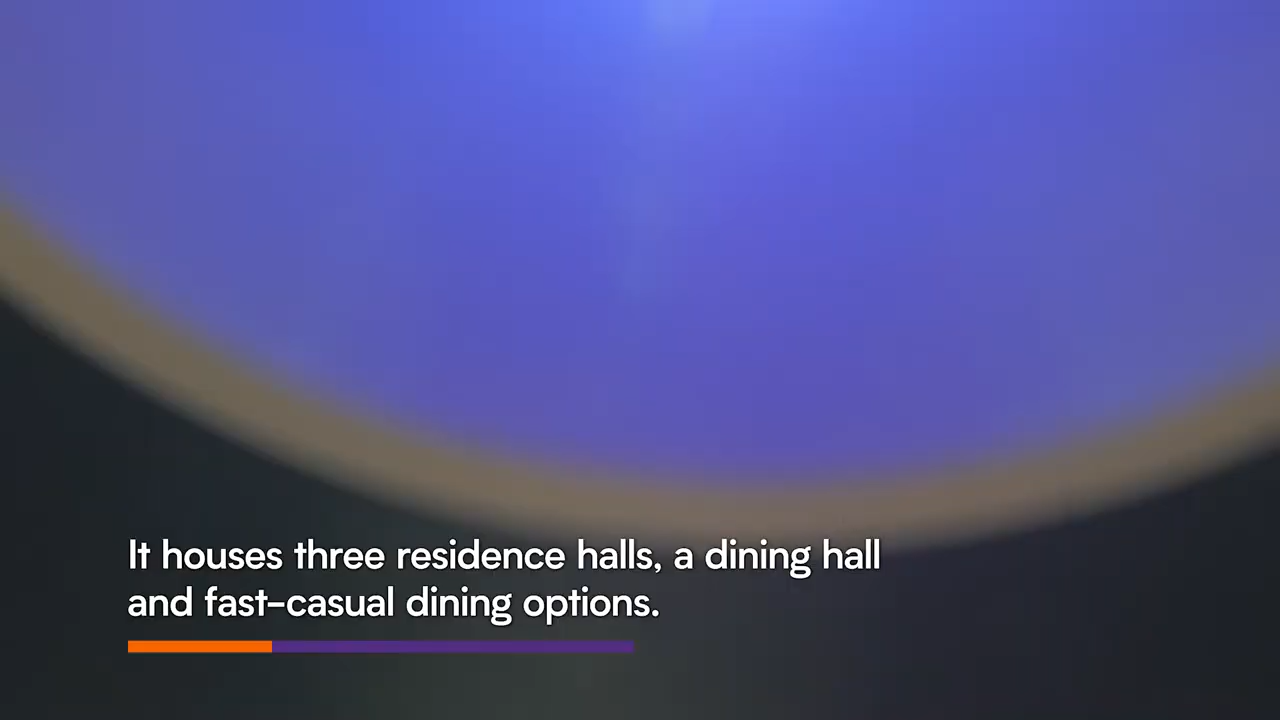 It houses three residence halls, a dining hall
and fast-casual dining options.